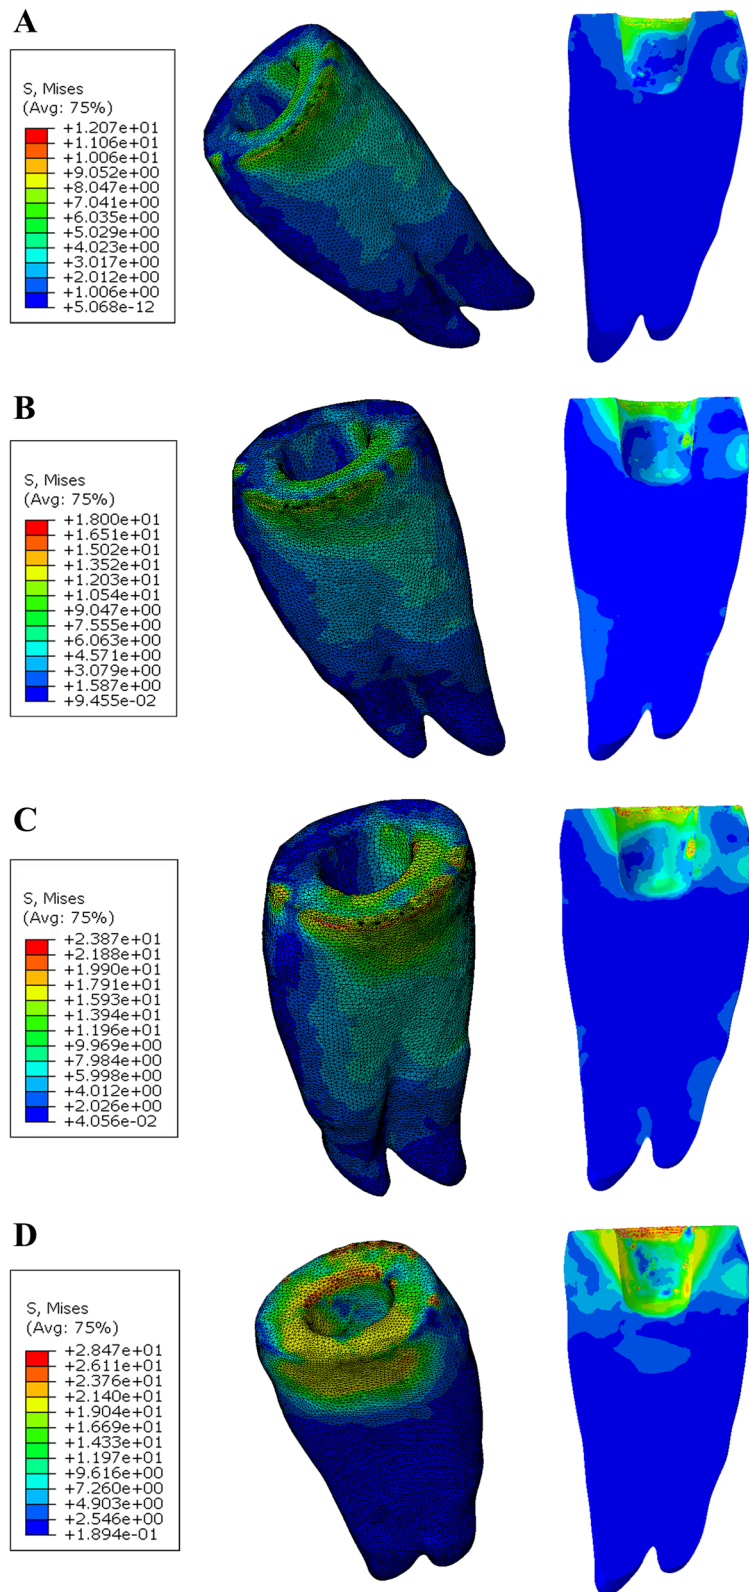 A
S, Mises
(Avg: 75%)
+1.207e+01
+1.106e+01
+1.006e+01
+9.052e+00
+8.047e+00
+7.041e+00
+6.035e+00
+5.029e+00
+4.023e+00
+3.017e+00
+2.012e+00
+1.006e+00
+5.068e-12
B
S, Mises
(Avg: 75%)
+1.800e+01
+1.651e+01
+1.502e+01
+1.352e+01
+1.203e+01
+1.054e+01
+9.047e+00
+7.555e+00
+6.063e+00
+4.571e+00
+3.079e+00
+1.587e+00
+9.455e-02
C
S, Mises
(Avg: 75%)
+2.387e+01
+2.188e+01
+1.990e+01
+1.791e+01
+1.593e+01
+1.394e+01
+1.196e+01
+9.969e+00
+7.984e+00
+5.998e+00
+4.012e+00
+2.026e+00
+4.056e-02
D
S, Mises
(Avg: 75%)
+2.847e+01
+2.611e+01
+2.376e+01
+2.140e+01
+1.904e+01
+1.669e+01
+1.433e+01
+1.197e+01
+9.616e+00
+7.260e+00
+4.903e+00
+2.546e+00
+1.894e-01